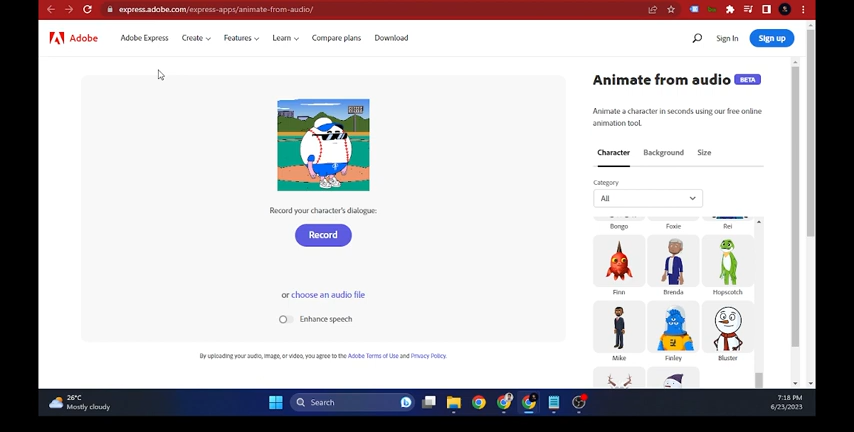 express.adobe.com/express-apps/animate-from-audio/
Adobe
Adobe Express
Create
Features
Learn
Compare plans
Download
Sign In
Sign up
Record your character's dialogue:
Record
or choose an audio file
Enhance speech
By uploading your audio, image, or video, you agree to the Adobe Terms of Use and Privacy Policy.
Animate from audio BETA
Animate a character in seconds using our free online
animation tool.
Character
Background
Size
Category
All
Bongo
Foxie
Rei
Finn
Brenda
Hopscotch
Mike
Finley
Bluster
26°C
Mostly cloudy
Search
7:18 PM
6/23/2023